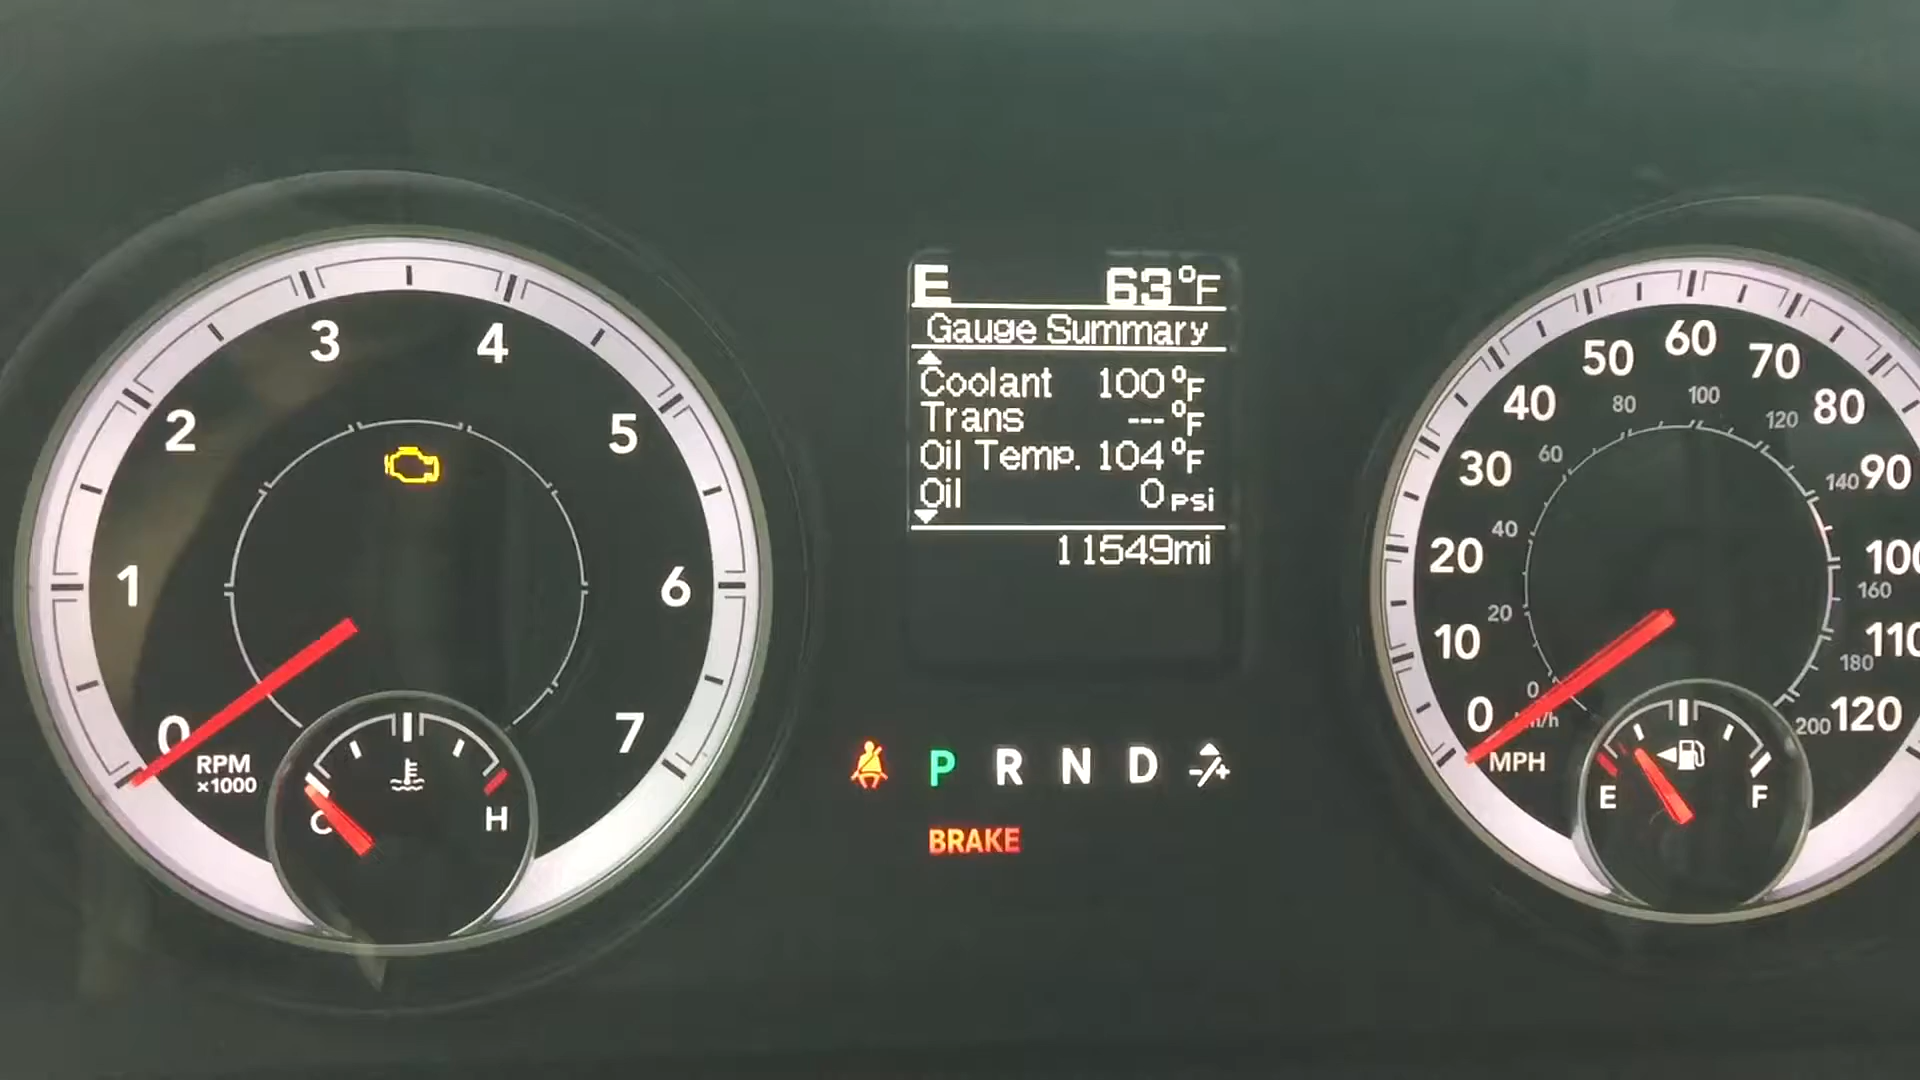 E 63°F
Gauge Summary
Coolant 100°F
Trans ---°F
Oil Temp. 104°F
Oil 0 PSI
11549mi
0 1 2 3 4 5 6 7
RPM
x1000
C H
P R N D -/+
BRAKE
0 10 20 30 40 50 60 70 80 90 100 110 120
MPH
0 20 40 60 80 100 120 140 160 180 200
km/h
E F